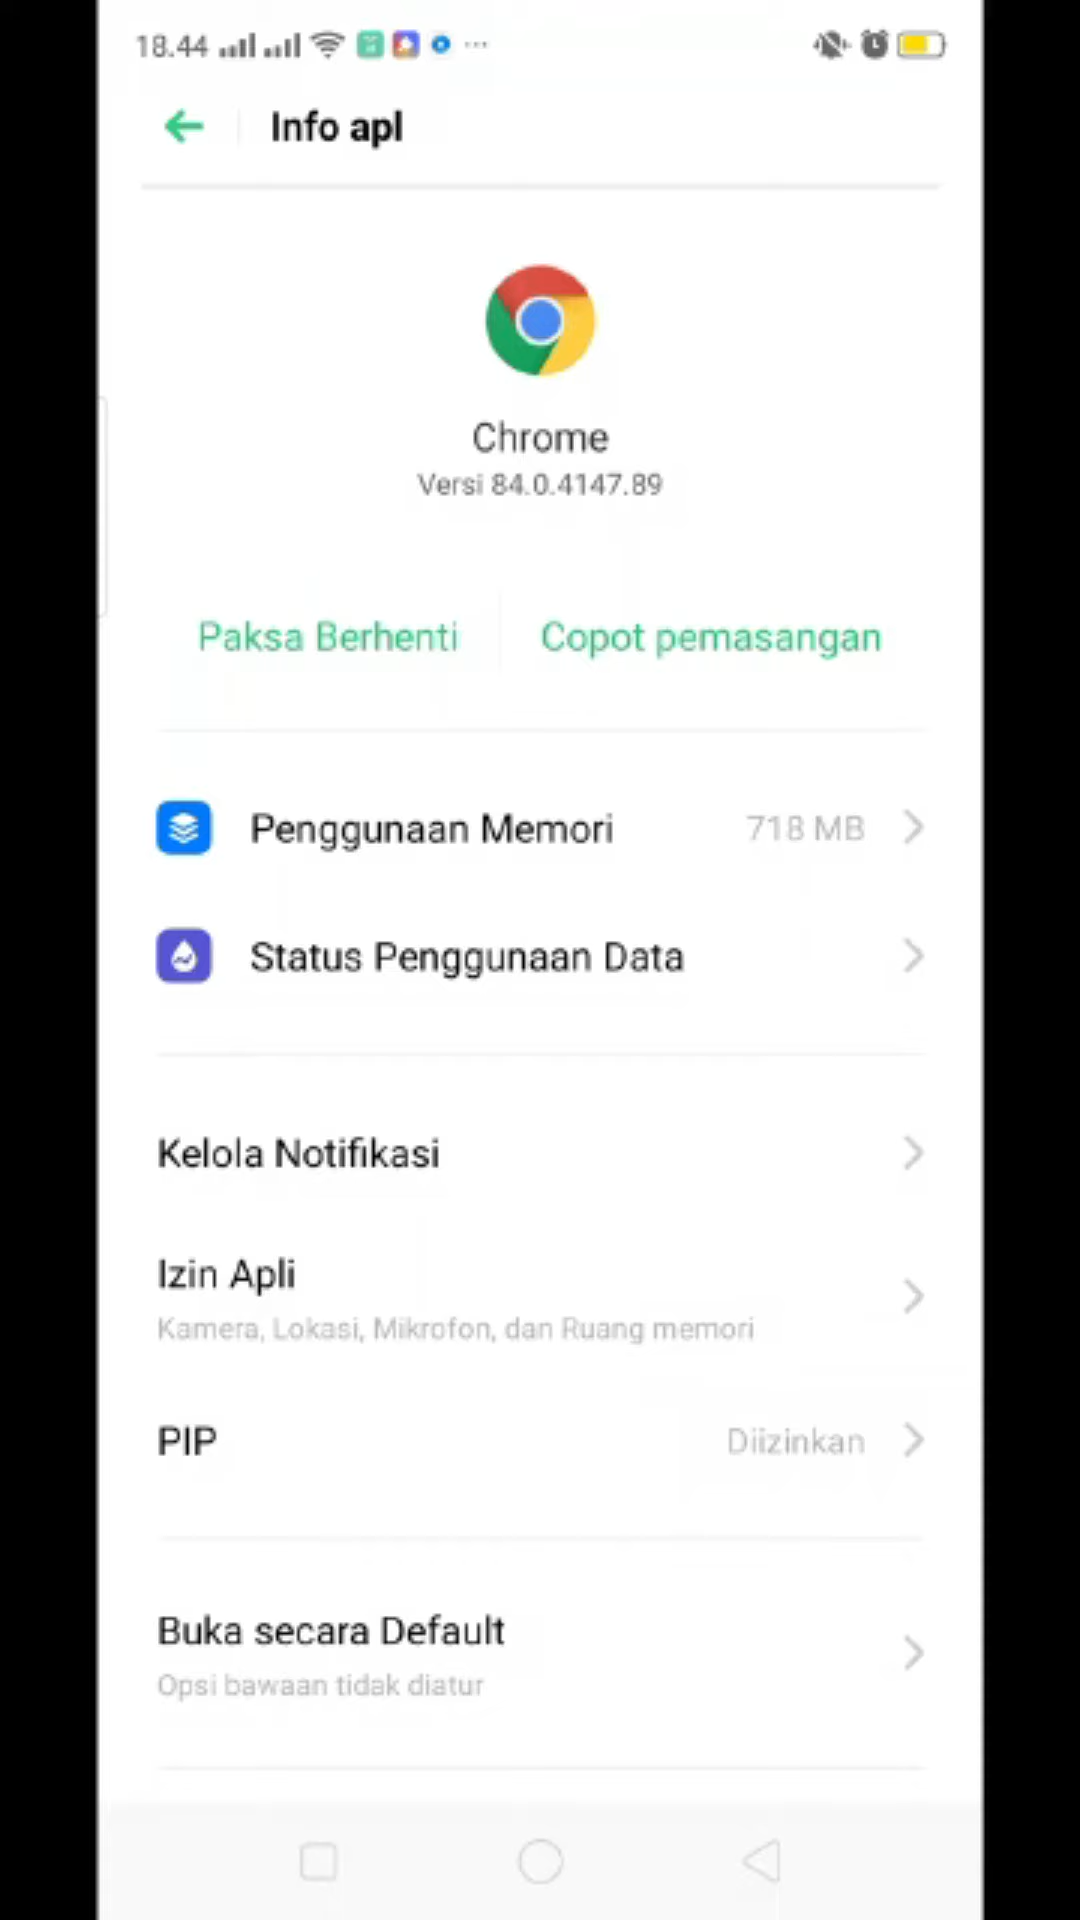 18.44
Info apl
Chrome
Versi 84.0.4147.89
Paksa Berhenti
Copot pemasangan
Penggunaan Memori 718 MB
Status Penggunaan Data
Kelola Notifikasi
Izin Apli
Kamera, Lokasi, Mikrofon, dan Ruang memori
PIP Diizinkan
Buka secara Default
Opsi bawaan tidak diatur